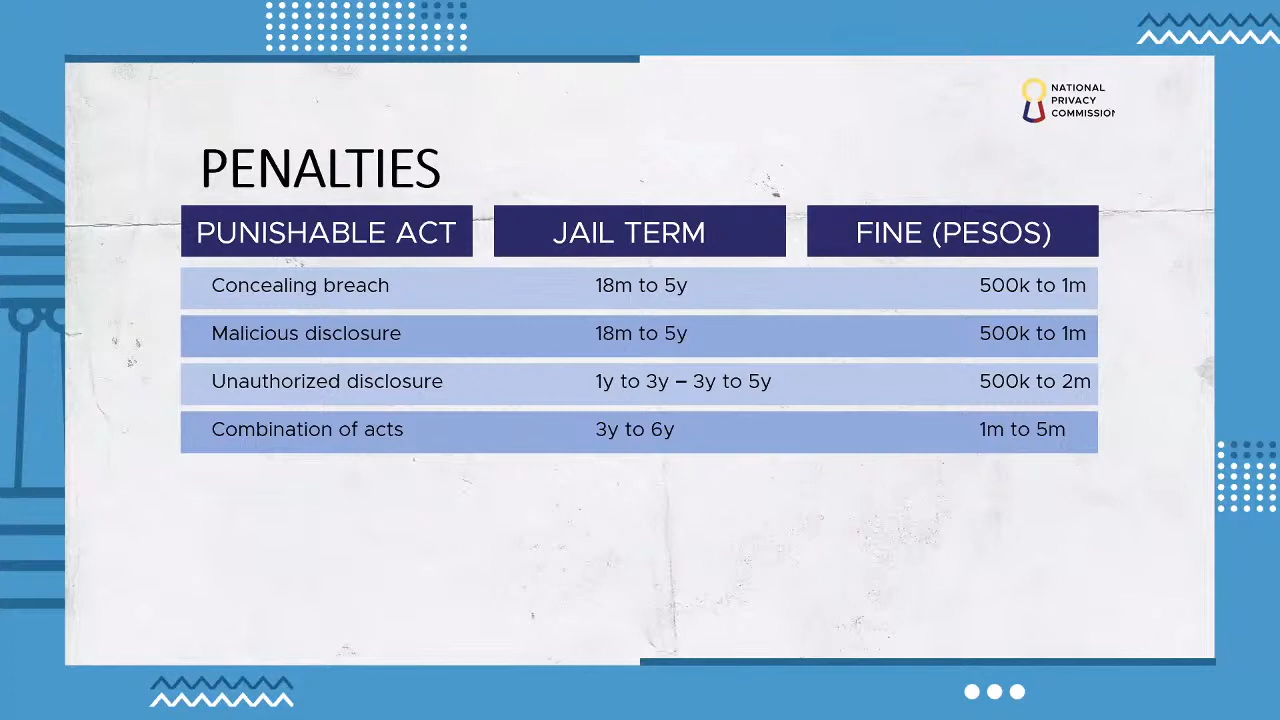 NATIONAL
PRIVACY
COMMISSION
PENALTIES
PUNISHABLE ACT JAIL TERM FINE (PESOS)
Concealing breach 18m to 5y 500k to 1m
Malicious disclosure 18m to 5y 500k to 1m
Unauthorized disclosure 1y to 3y – 3y to 5y 500k to 2m
Combination of acts 3y to 6y 1m to 5m